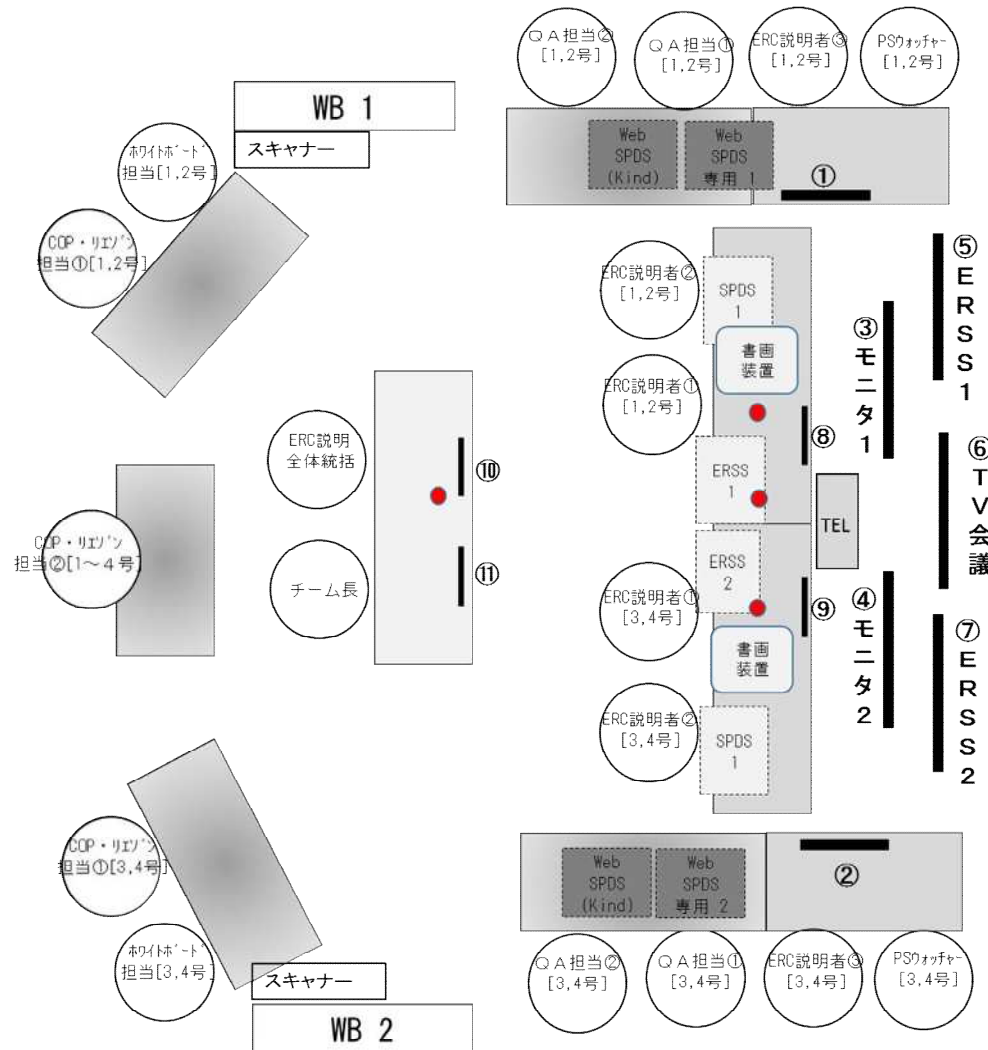 QA担当②
[1,2号]
QA担当①
[1,2号]
ERC説明者③
[1,2号]
PSウォッチャー
[1,2号]
WB 1
スキャナー
Web
SPDS
(Kind)
Web
SPDS
専用 1
①
ホワイトボード
担当[1,2号]
COP・リエゾン
担当①[1,2号]
ERC説明者②
[1,2号]
SPDS
1
書画
装置
ERC説明者①
[1,2号]
⑧
ERSS
1
③モニタ1
⑤ERSS1
ERC説明
全体統括
⑩
⑥TV会議
TEL
COP・リエゾン
担当②[1～4号]
チーム長
⑪
ERSS
2
ERC説明者①
[3,4号]
⑨
④モニタ2
⑦ERSS2
書画
装置
ERC説明者②
[3,4号]
SPDS
1
COP・リエゾン
担当①[3,4号]
ホワイトボード
担当[3,4号]
スキャナー
WB 2
Web
SPDS
(Kind)
Web
SPDS
専用 2
②
QA担当②
[3,4号]
QA担当①
[3,4号]
ERC説明者③
[3,4号]
PSウォッチャー
[3,4号]